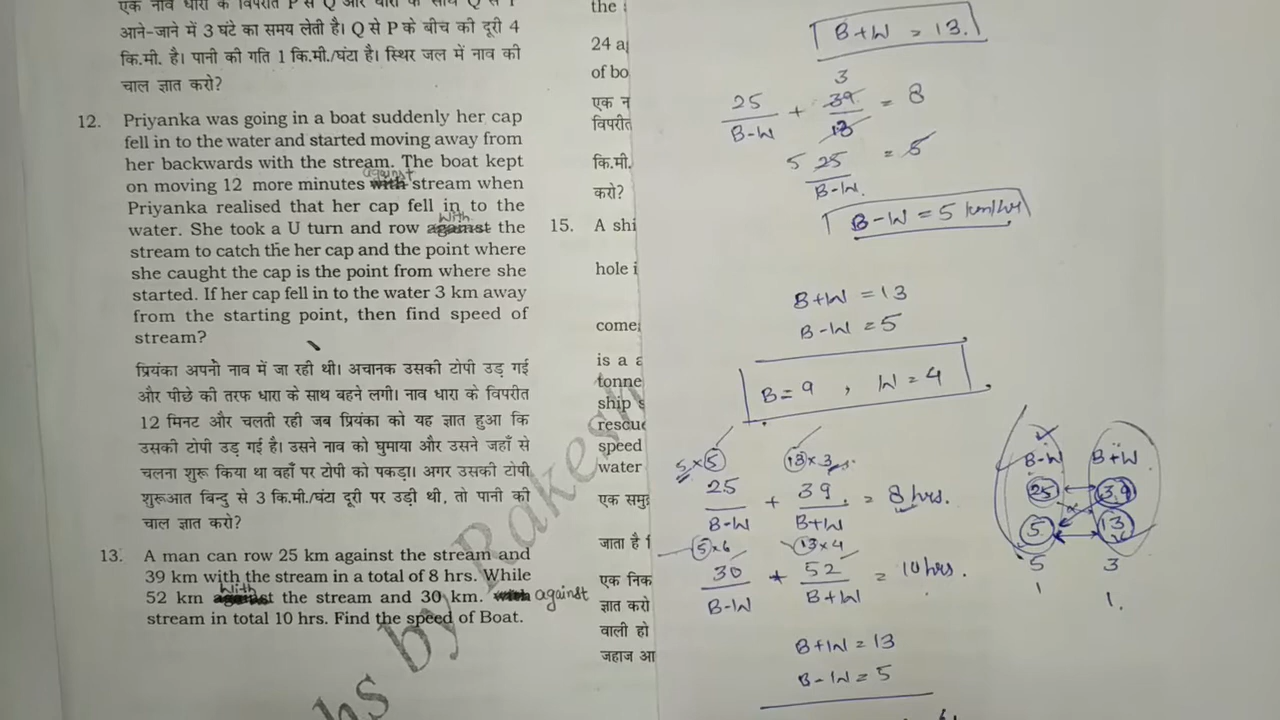 एक नाव धारा के विपरीत P से Q और धारा के साथ Q से P
आने-जाने में 3 घंटे का समय लेती है। Q से P के बीच की दूरी 4
कि.मी. है। पानी की गति 1 कि.मी./घंटा है। स्थिर जल में नाव की
चाल ज्ञात करो?
12. Priyanka was going in a boat suddenly her cap
fell in to the water and started moving away from
her backwards with the stream. The boat kept
against
on moving 12 more minutes with stream when
Priyanka realised that her cap fell in to the
with
water. She took a U turn and row against the
stream to catch the her cap and the point where
she caught the cap is the point from where she
started. If her cap fell in to the water 3 km away
from the starting point, then find speed of
stream?
प्रियंका अपनी नाव में जा रही थी। अचानक उसकी टोपी उड़ गई
और पीछे की तरफ धारा के साथ बहने लगी। नाव धारा के विपरीत
12 मिनट और चलती रही जब प्रियंका को यह ज्ञात हुआ कि
उसकी टोपी उड़ गई है। उसने नाव को घुमाया और उसने जहाँ से
चलना शुरू किया था वहाँ पर टोपी को पकड़ा। अगर उसकी टोपी
शुरूआत बिन्दु से 3 कि.मी./घंटा दूरी पर उड़ी थी, तो पानी की
चाल ज्ञात करो?
13. A man can row 25 km against the stream and
39 km with the stream in a total of 8 hrs. While
With
52 km against the stream and 30 km. with against
stream in total 10 hrs. Find the speed of Boat.
the
24 a
of bo
एक न
विपरीत
कि.मी.
करो?
15. A shi
hole i
come
is a a
tonne
ship s
rescue
speed
water
एक समुद्र
जाता है
एक निक
ज्ञात करो
वाली हो
जहाज आ
hs by Rakesh
B+W = 13.
3
25/B-W + 39/13 = 8
5 25/B-W = 5
B-W = 5 km/hr
B+W = 13
B-W = 5
B = 9 , W = 4
5×5 13×3
25/B-W + 39/B+W = 8 hrs.
5×6 13×4
30/B-W + 52/B+W = 10 hrs.
B+W = 13
B-W = 5
B-W B+W
25 39
5 13
5 3
1 1.